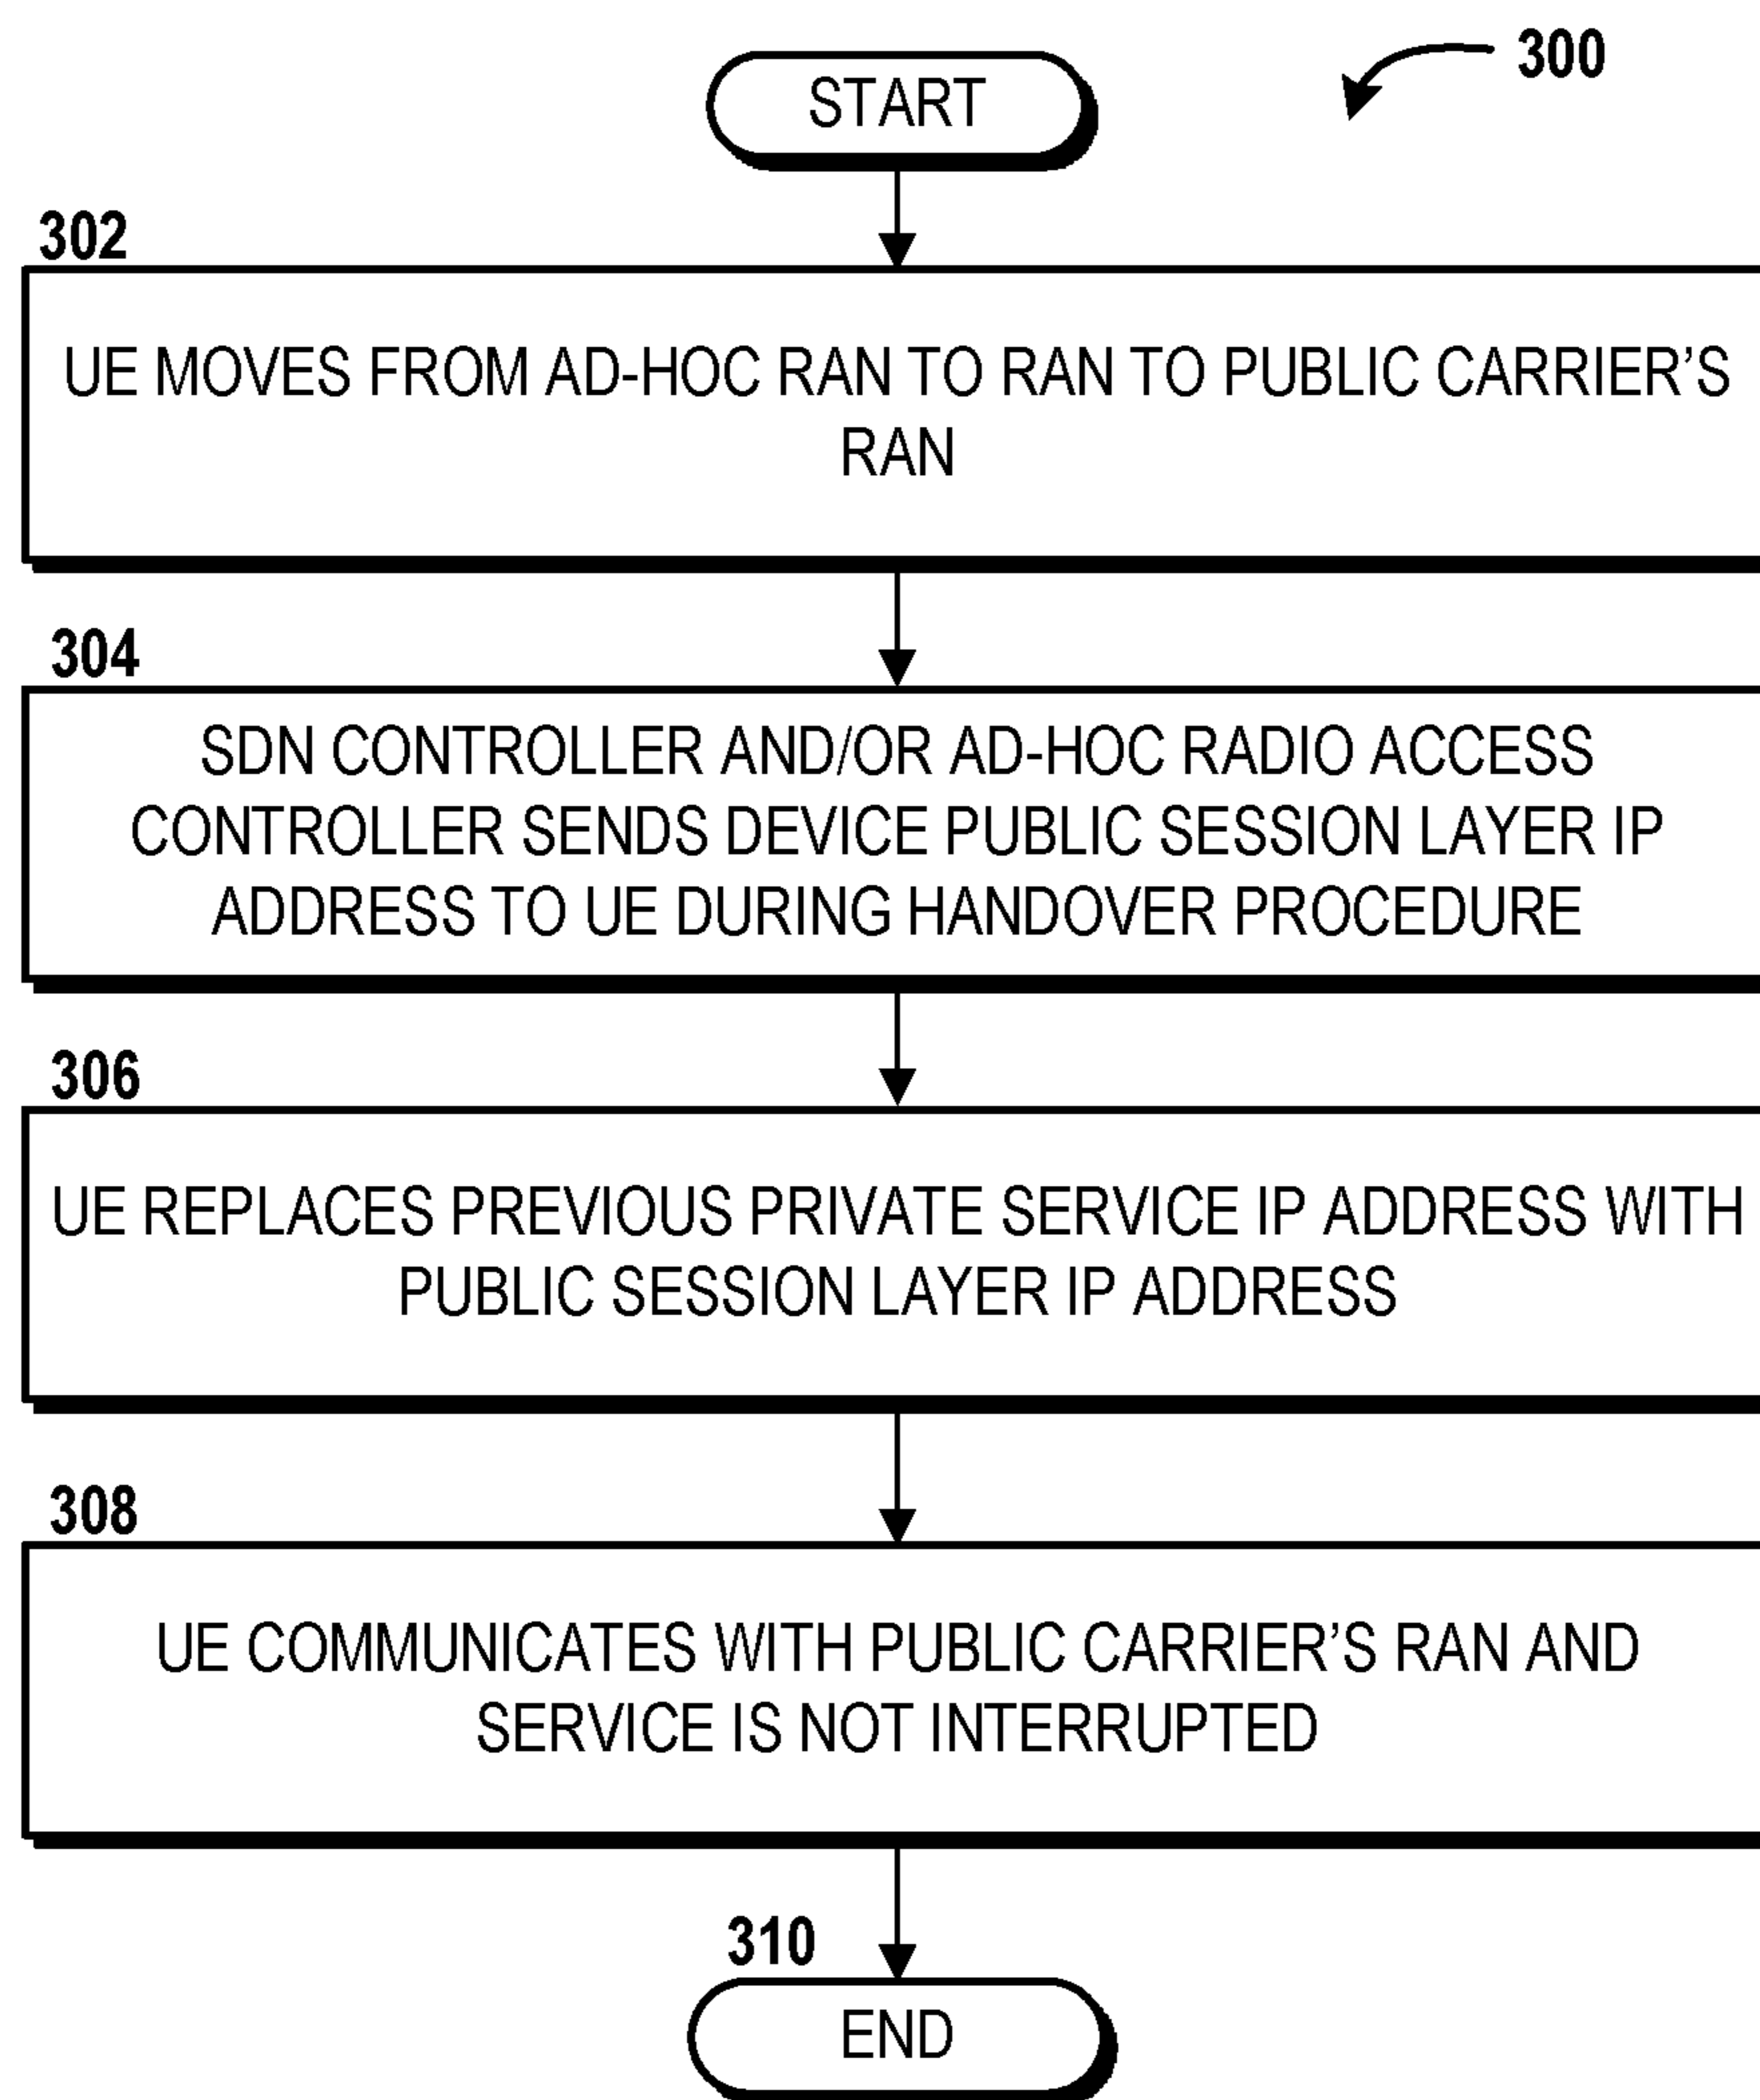 START
300
302
UE MOVES FROM AD-HOC RAN TO RAN TO PUBLIC CARRIER'S
RAN
304
SDN CONTROLLER AND/OR AD-HOC RADIO ACCESS
CONTROLLER SENDS DEVICE PUBLIC SESSION LAYER IP
ADDRESS TO UE DURING HANDOVER PROCEDURE
306
UE REPLACES PREVIOUS PRIVATE SERVICE IP ADDRESS WITH
PUBLIC SESSION LAYER IP ADDRESS
308
UE COMMUNICATES WITH PUBLIC CARRIER'S RAN AND
SERVICE IS NOT INTERRUPTED
310
END